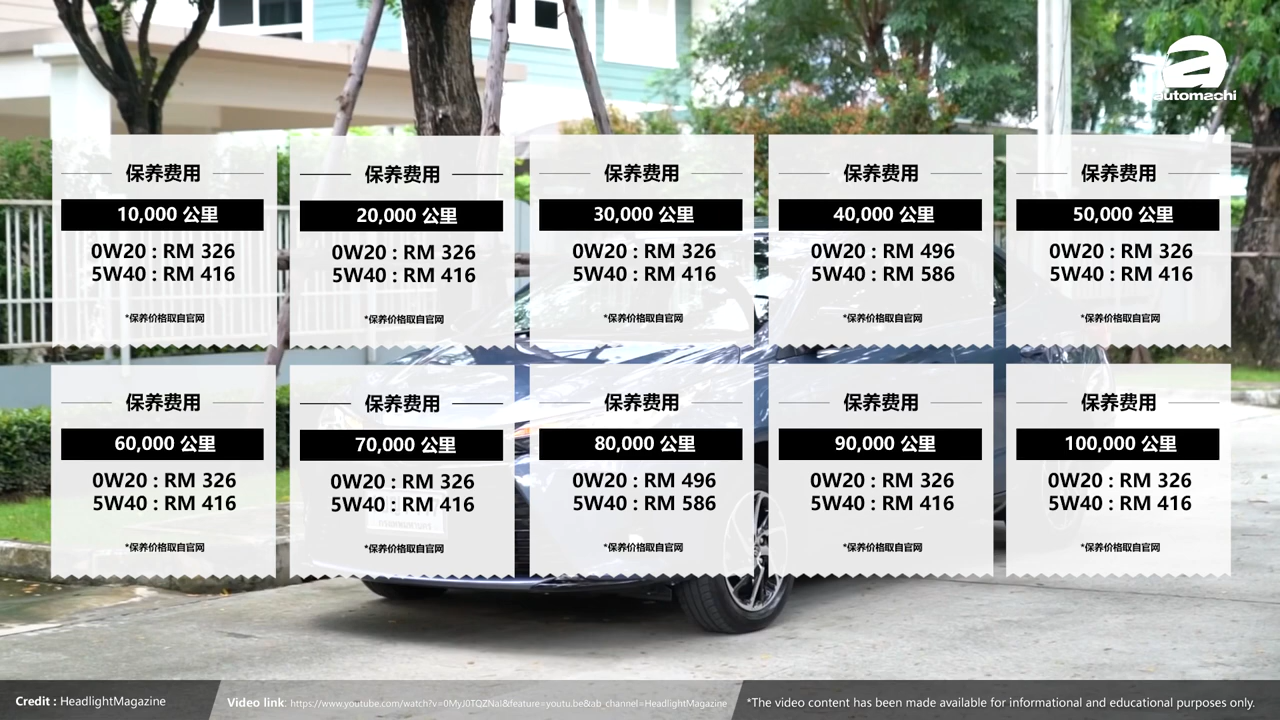 automachi
保养费用
10,000 公里
0W20 : RM 326
5W40 : RM 416
*保养价格取自官网
保养费用
20,000 公里
0W20 : RM 326
5W40 : RM 416
*保养价格取自官网
保养费用
30,000 公里
0W20 : RM 326
5W40 : RM 416
*保养价格取自官网
保养费用
40,000 公里
0W20 : RM 496
5W40 : RM 586
*保养价格取自官网
保养费用
50,000 公里
0W20 : RM 326
5W40 : RM 416
*保养价格取自官网
保养费用
60,000 公里
0W20 : RM 326
5W40 : RM 416
*保养价格取自官网
保养费用
70,000 公里
0W20 : RM 326
5W40 : RM 416
*保养价格取自官网
保养费用
80,000 公里
0W20 : RM 496
5W40 : RM 586
*保养价格取自官网
保养费用
90,000 公里
0W20 : RM 326
5W40 : RM 416
*保养价格取自官网
保养费用
100,000 公里
0W20 : RM 326
5W40 : RM 416
*保养价格取自官网
Credit : HeadlightMagazine
Video link: https://www.youtube.com/watch?v=0MyJ0TQZNaI&feature=youtu.be&ab_channel=HeadlightMagazine
*The video content has been made available for informational and educational purposes only.